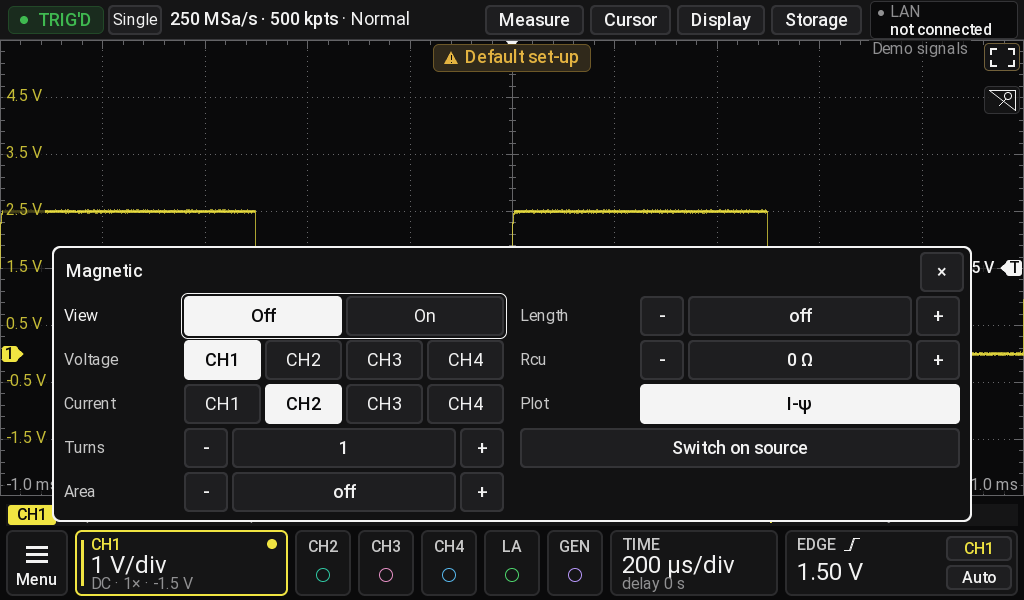 TRIG'D Single 250 MSa/s · 500 kpts · Normal Measure Cursor Display Storage LAN
not connected
Demo signals
Default set-up
4.5 V
3.5 V
2.5 V
1.5 V
0.5 V
-0.5 V
-1.5 V
-1.0 ms
1
5 V T
1.0 ms
Magnetic ×
View Off On Length - off +
Voltage CH1 CH2 CH3 CH4 Rcu - 0 Ω +
Current CH1 CH2 CH3 CH4 Plot I-ψ
Turns - 1 + Switch on source
Area - off +
CH1
Menu
CH1
1 V/div
DC · 1× · -1.5 V
CH2 CH3 CH4 LA GEN
TIME
200 µs/div
delay 0 s
EDGE
1.50 V
CH1
Auto